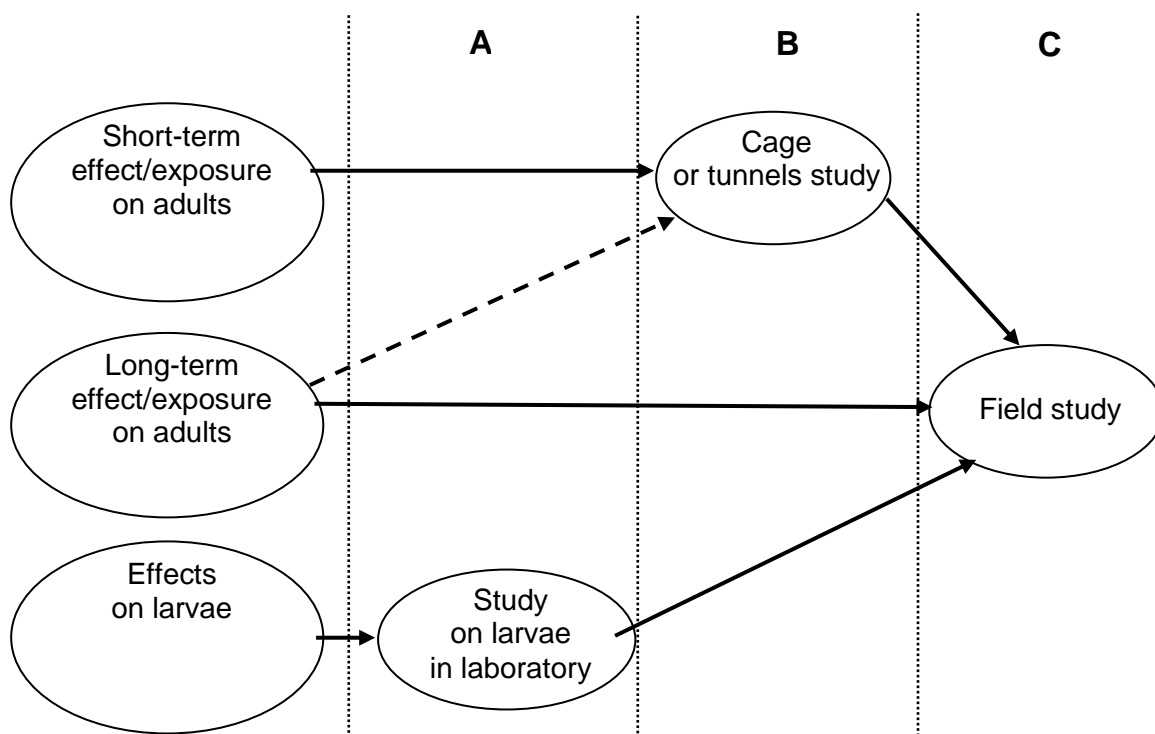 A
B
C
Short-term
effect/exposure
on adults
Cage
or tunnels study
Long-term
effect/exposure
on adults
Field study
Effects
on larvae
Study
on larvae
in laboratory